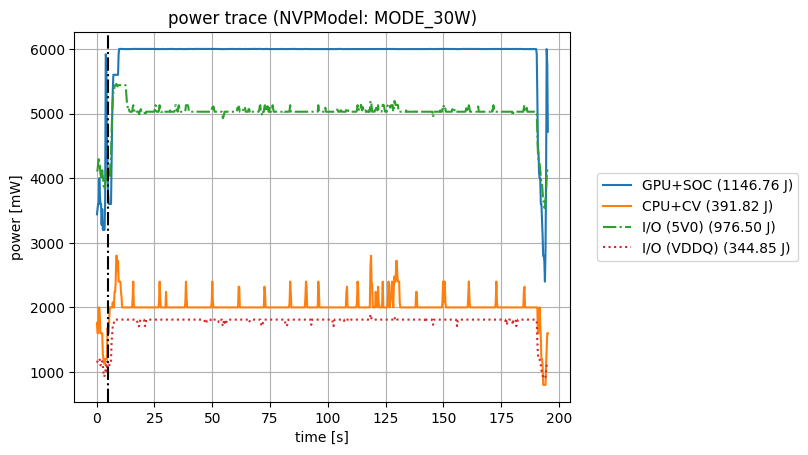 power trace (NVPModel: MODE_30W)
6000
5000
4000
3000
2000
1000
power [mW]
0
25
50
75
100
125
150
175
200
time [s]
GPU+SOC (1146.76 J)
CPU+CV (391.82 J)
I/O (5V0) (976.50 J)
I/O (VDDQ) (344.85 J)